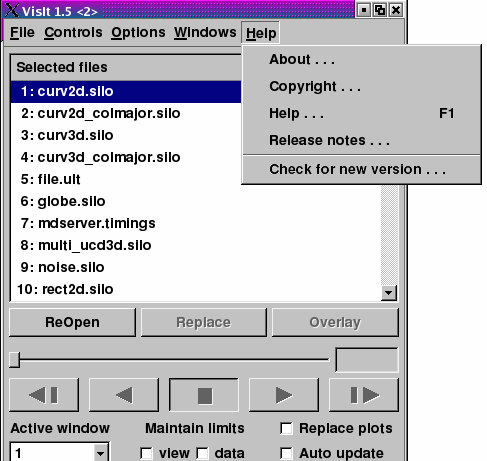 VisIt 1.5 <2>
File Controls Options Windows Help
Selected files
About . . .
Copyright . . .
Help . . . F1
Release notes . . .
Check for new version . . .
1: curv2d.silo
2: curv2d_colmajor.silo
3: curv3d.silo
4: curv3d_colmajor.silo
5: file.ult
6: globe.silo
7: mdserver.timings
8: multi_ucd3d.silo
9: noise.silo
10: rect2d.silo
ReOpen Replace Overlay
Active window Maintain limits Replace plots
1 view data Auto update